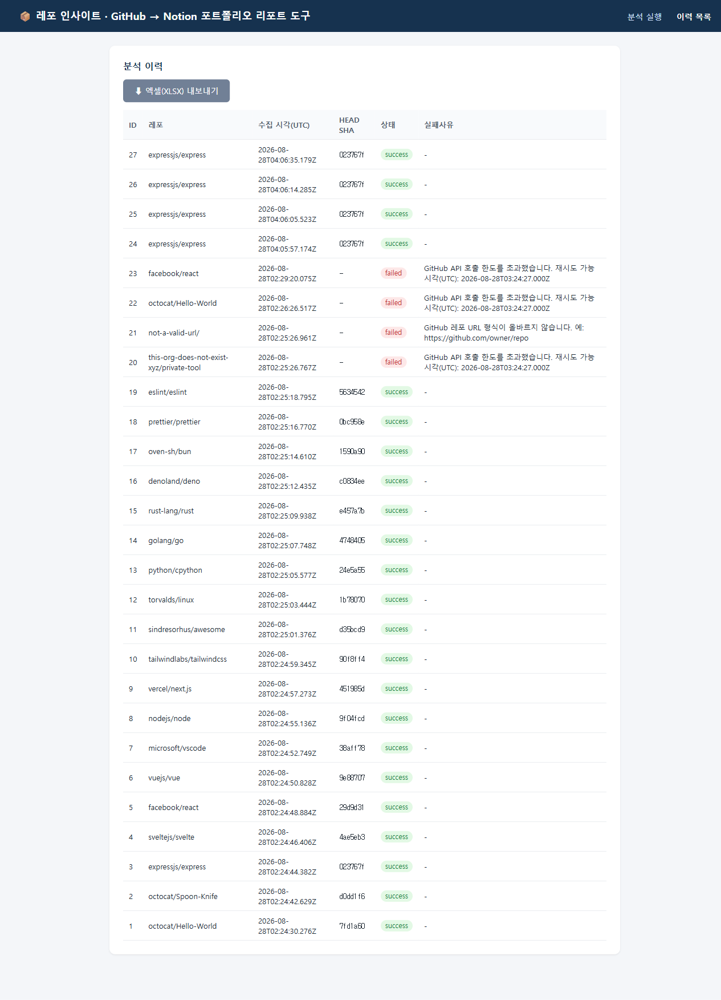 레포 인사이트 · GitHub → Notion 포트폴리오 리포트 도구
분석 실행
이력 목록
분석 이력
⬇ 엑셀(XLSX) 내보내기
ID 레포 수집 시각(UTC) HEAD SHA 상태 실패사유
27 expressjs/express 2026-08-28T04:06:35.179Z 023767f success -
26 expressjs/express 2026-08-28T04:06:14.285Z 023767f success -
25 expressjs/express 2026-08-28T04:06:05.523Z 023767f success -
24 expressjs/express 2026-08-28T04:05:57.174Z 023767f success -
23 facebook/react 2026-08-28T02:29:20.075Z – failed GitHub API 호출 한도를 초과했습니다. 재시도 가능 시각(UTC): 2026-08-28T03:24:27.000Z
22 octocat/Hello-World 2026-08-28T02:26:26.517Z – failed GitHub API 호출 한도를 초과했습니다. 재시도 가능 시각(UTC): 2026-08-28T03:24:27.000Z
21 not-a-valid-url/ 2026-08-28T02:25:26.961Z – failed GitHub 레포 URL 형식이 올바르지 않습니다. 예: https://github.com/owner/repo
20 this-org-does-not-exist-xyz/private-tool 2026-08-28T02:25:26.767Z – failed GitHub API 호출 한도를 초과했습니다. 재시도 가능 시각(UTC): 2026-08-28T03:24:27.000Z
19 eslint/eslint 2026-08-28T02:25:18.795Z 5634542 success -
18 prettier/prettier 2026-08-28T02:25:16.770Z 0bc958e success -
17 oven-sh/bun 2026-08-28T02:25:14.610Z 1590a90 success -
16 denoland/deno 2026-08-28T02:25:12.435Z c0834ee success -
15 rust-lang/rust 2026-08-28T02:25:09.938Z e457a7b success -
14 golang/go 2026-08-28T02:25:07.748Z 4748405 success -
13 python/cpython 2026-08-28T02:25:05.577Z 24e5a55 success -
12 torvalds/linux 2026-08-28T02:25:03.444Z 1b78070 success -
11 sindresorhus/awesome 2026-08-28T02:25:01.376Z d35bcd9 success -
10 tailwindlabs/tailwindcss 2026-08-28T02:24:59.345Z 90f8ff4 success -
9 vercel/next.js 2026-08-28T02:24:57.273Z 451985d success -
8 nodejs/node 2026-08-28T02:24:55.136Z 9f04fcd success -
7 microsoft/vscode 2026-08-28T02:24:52.749Z 38aff78 success -
6 vuejs/vue 2026-08-28T02:24:50.828Z 9e88707 success -
5 facebook/react 2026-08-28T02:24:48.884Z 29d9d31 success -
4 sveltejs/svelte 2026-08-28T02:24:46.406Z 4ae5eb3 success -
3 expressjs/express 2026-08-28T02:24:44.382Z 023767f success -
2 octocat/Spoon-Knife 2026-08-28T02:24:42.629Z d0dd1f6 success -
1 octocat/Hello-World 2026-08-28T02:24:30.276Z 7fd1a60 success -